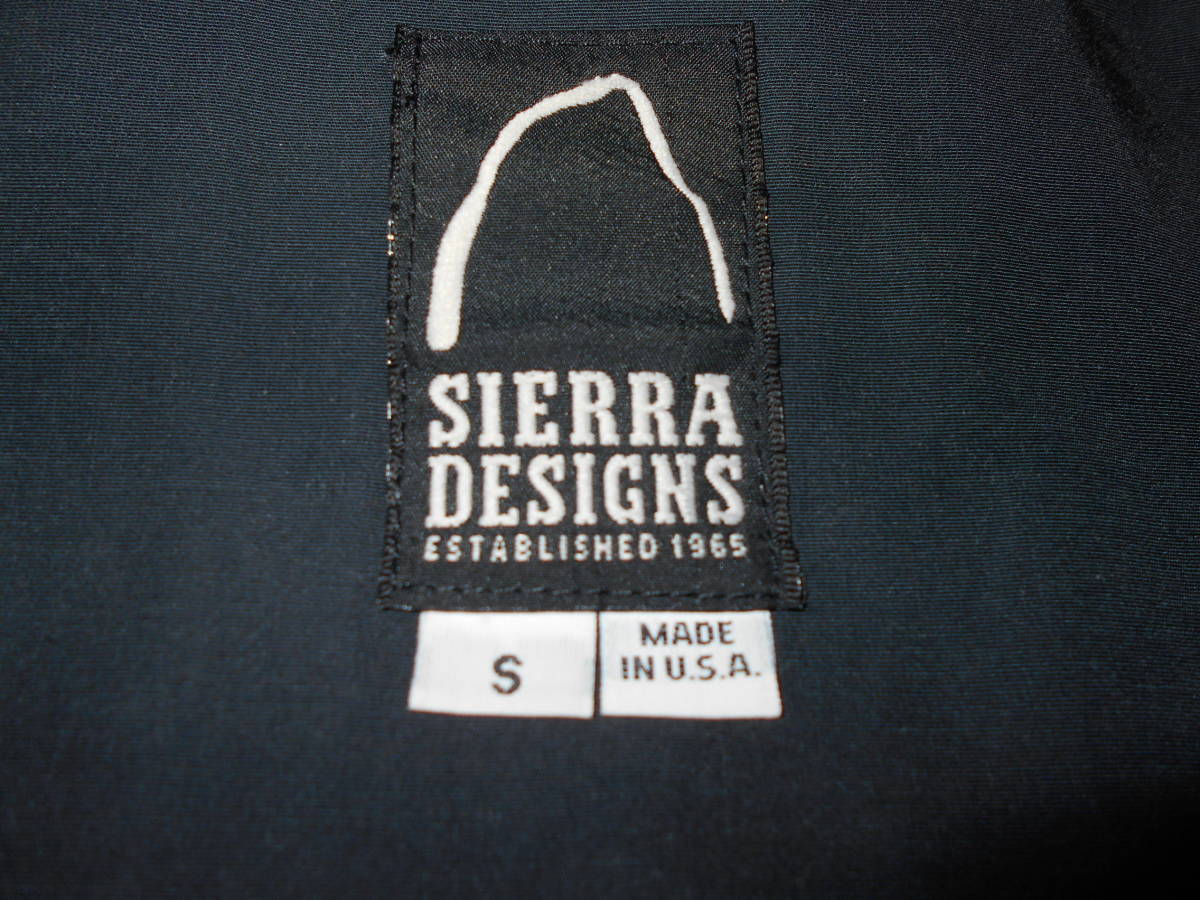 SIERRA
DESIGNS
ESTABLISHED 1965
S
MADE
IN U.S.A.